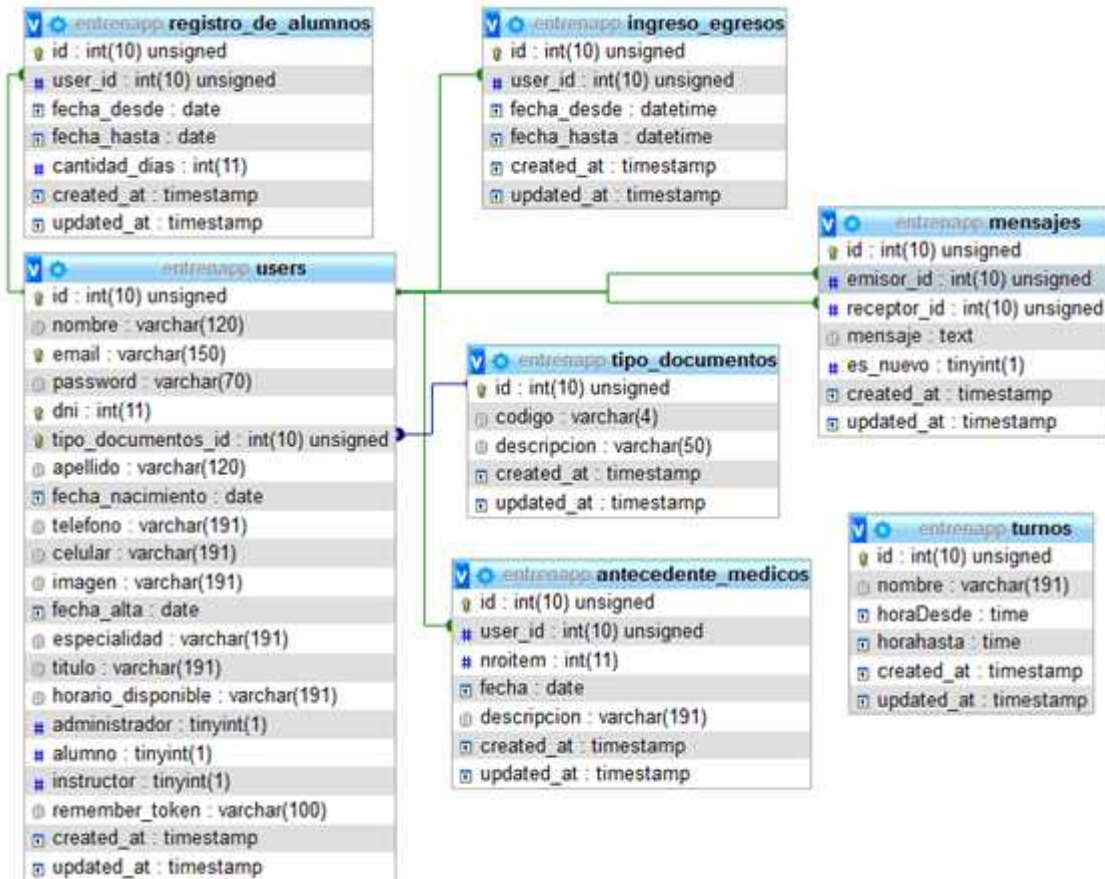 entrenapp registro_de_alumnos
id : int(10) unsigned
user_id : int(10) unsigned
fecha_desde : date
fecha_hasta : date
cantidad_dias : int(11)
created_at : timestamp
updated_at : timestamp
entrenapp ingreso_egresos
id : int(10) unsigned
user_id : int(10) unsigned
fecha_desde : datetime
fecha_hasta : datetime
created_at : timestamp
updated_at : timestamp
entrenapp mensajes
id : int(10) unsigned
emisor_id : int(10) unsigned
receptor_id : int(10) unsigned
mensaje : text
es_nuevo : tinyint(1)
created_at : timestamp
updated_at : timestamp
entrenapp users
id : int(10) unsigned
nombre : varchar(120)
email : varchar(150)
password : varchar(70)
dni : int(11)
tipo_documentos_id : int(10) unsigned
apellido : varchar(120)
fecha_nacimiento : date
telefono : varchar(191)
celular : varchar(191)
imagen : varchar(191)
fecha_alta : date
especialidad : varchar(191)
titulo : varchar(191)
horario_disponible : varchar(191)
administrador : tinyint(1)
alumno : tinyint(1)
instructor : tinyint(1)
remember_token : varchar(100)
created_at : timestamp
updated_at : timestamp
entrenapp tipo_documentos
id : int(10) unsigned
codigo : varchar(4)
descripcion : varchar(50)
created_at : timestamp
updated_at : timestamp
entrenapp antecedente_medicos
id : int(10) unsigned
user_id : int(10) unsigned
nroitem : int(11)
fecha : date
descripcion : varchar(191)
created_at : timestamp
updated_at : timestamp
entrenapp turnos
id : int(10) unsigned
nombre : varchar(191)
horaDesde : time
horahasta : time
created_at : timestamp
updated_at : timestamp